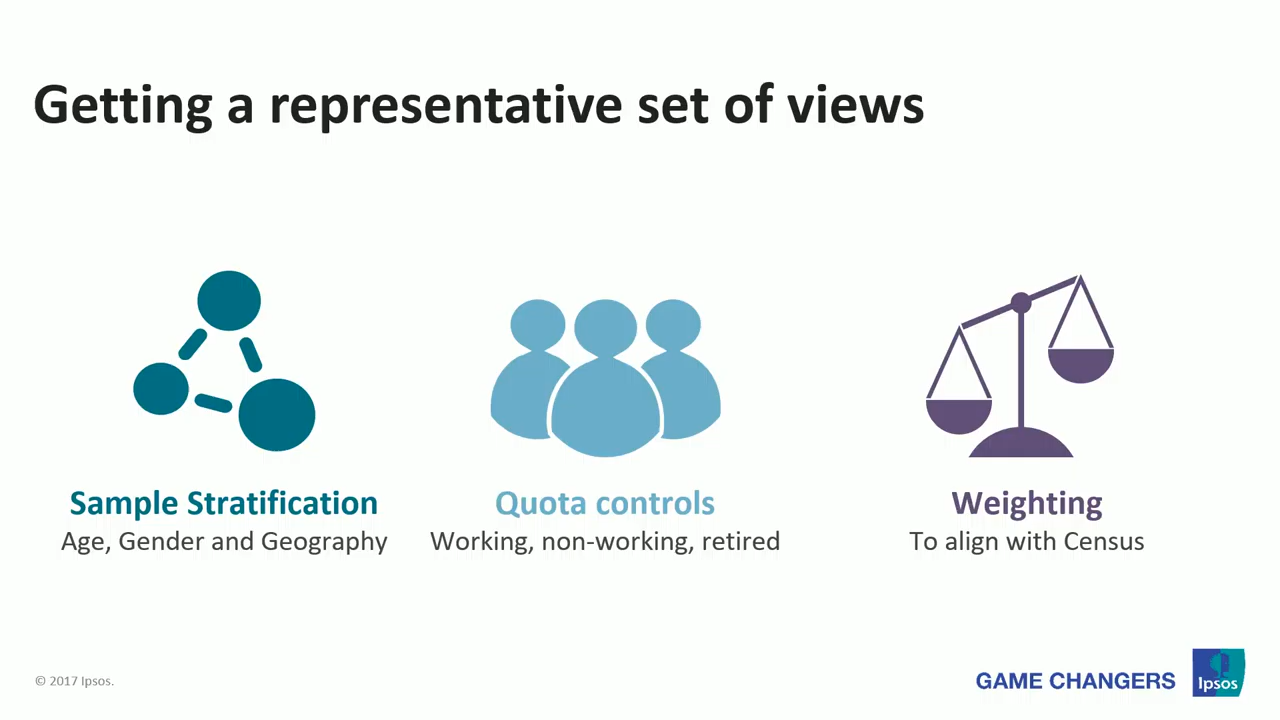 Getting a representative set of views
Sample Stratification
Age, Gender and Geography
Quota controls
Working, non-working, retired
Weighting
To align with Census
© 2017 Ipsos.
GAME CHANGERS
Ipsos